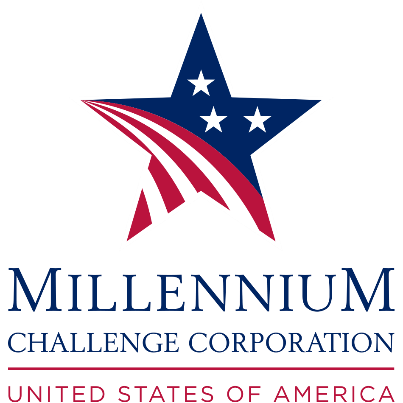 MILLENNIUM
CHALLENGE CORPORATION
UNITED STATES OF AMERICA